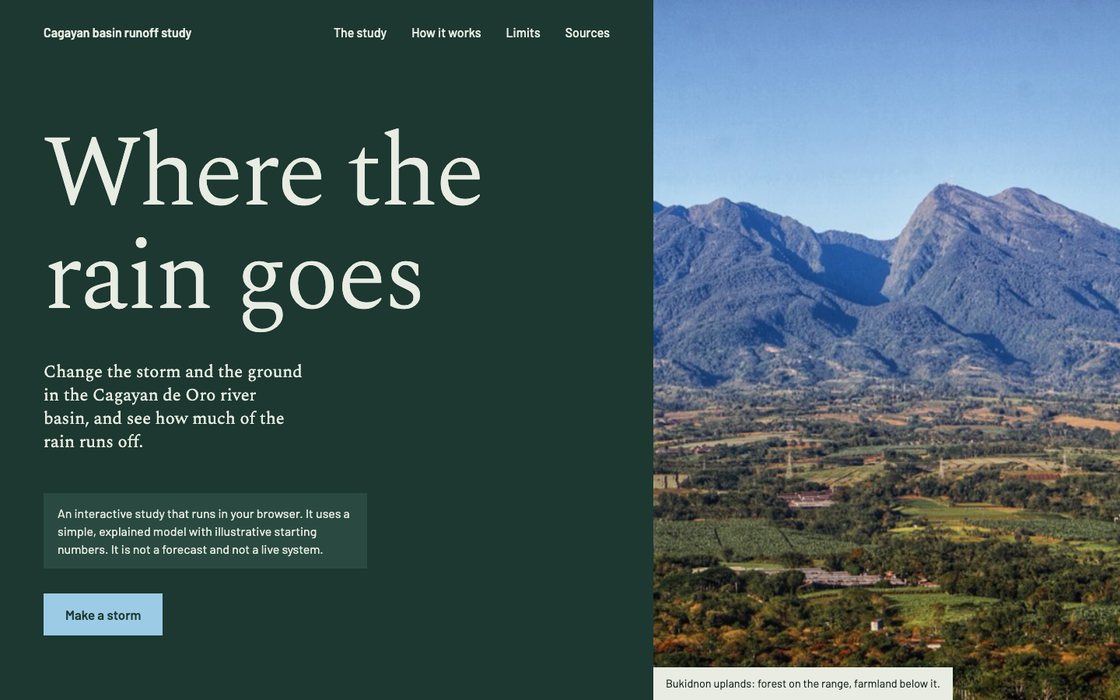 Cagayan basin runoff study
The study
How it works
Limits
Sources
Where the
rain goes
Change the storm and the ground
in the Cagayan de Oro river
basin, and see how much of the
rain runs off.
An interactive study that runs in your browser. It uses a
simple, explained model with illustrative starting
numbers. It is not a forecast and not a live system.
Make a storm
Bukidnon uplands: forest on the range, farmland below it.